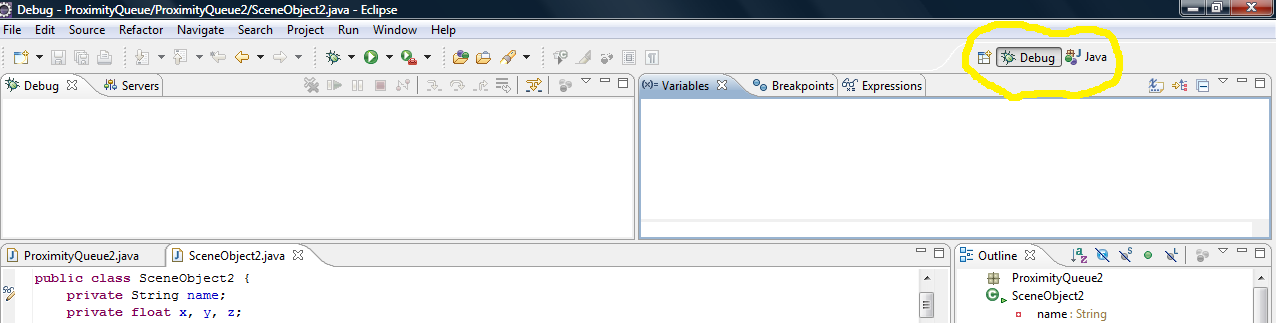 Debug - ProximityQueue/ProximityQueue2/SceneObject2.java - Eclipse
File Edit Source Refactor Navigate Search Project Run Window Help
Debug Java
Debug Servers
(x)= Variables Breakpoints Expressions
ProximityQueue2.java SceneObject2.java
Outline
public class SceneObject2 {
private String name;
private float x, y, z;
ProximityQueue2
SceneObject2
name : String